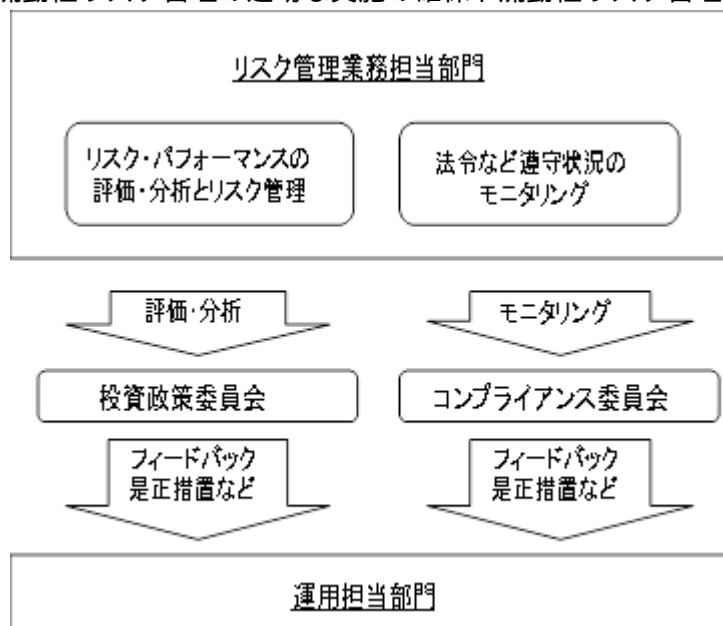 リスク管理業務担当部門
リスク・パフォーマンスの
評価・分析とリスク管理
法令など遵守状況の
モニタリング
評価・分析
モニタリング
投資政策委員会
コンプライアンス委員会
フィードバック
是正措置など
フィードバック
是正措置など
運用担当部門